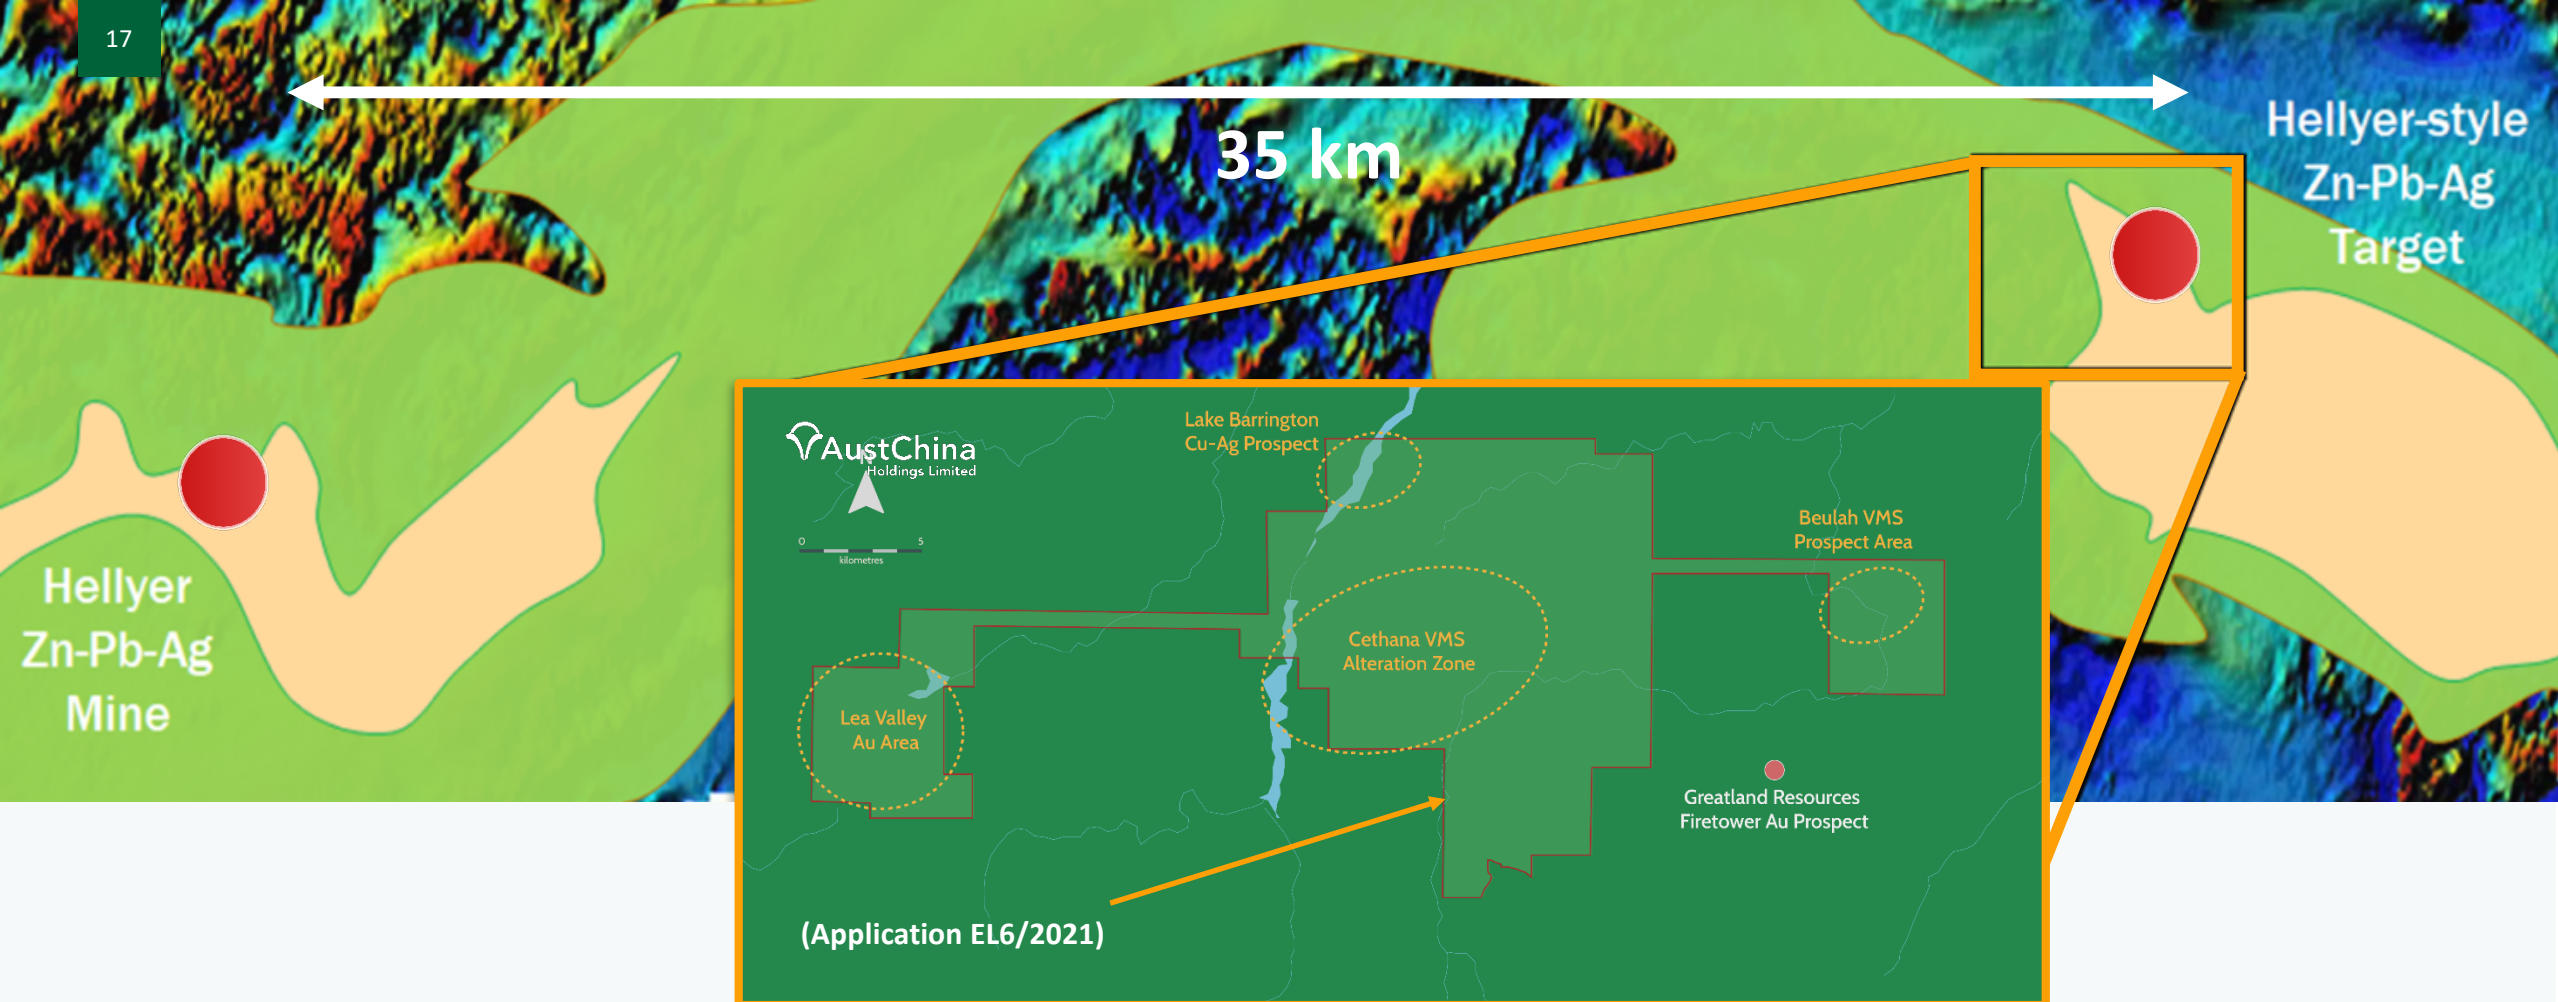 17
35 km
Hellyer-style
Zn-Pb-Ag
Target
Hellyer
Zn-Pb-Ag
Mine
AustChina
Holdings Limited
N
0 5
kilometres
Lake Barrington
Cu-Ag Prospect
Beulah VMS
Prospect Area
Cethana VMS
Alteration Zone
Lea Valley
Au Area
Greatland Resources
Firetower Au Prospect
(Application EL6/2021)